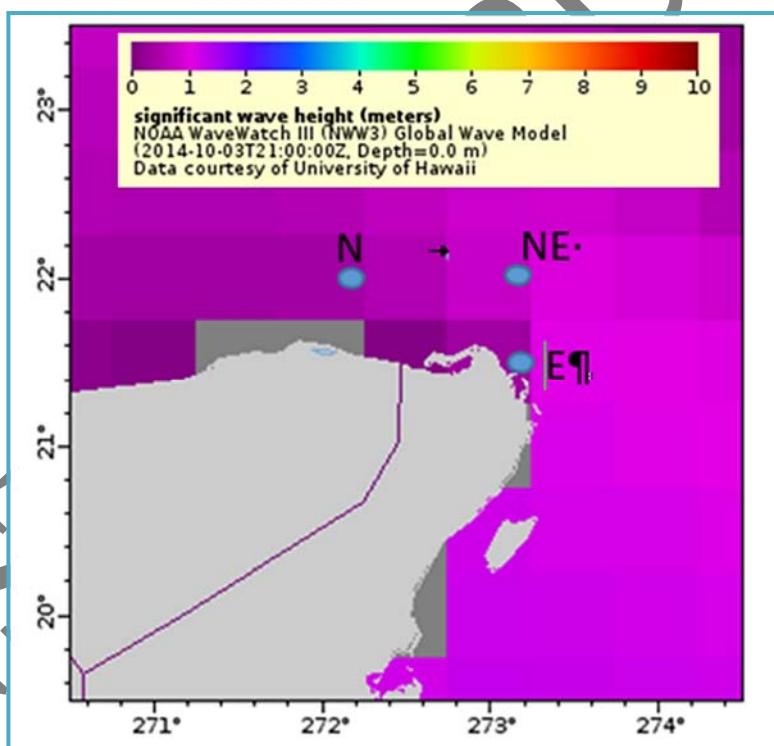 0 1 2 3 4 5 6 7 8 9 10
significant wave height (meters)
NOAA WaveWatch III (NWW3) Global Wave Model
(2014-10-03T21:00:00Z, Depth=0.0 m)
Data courtesy of University of Hawaii
23°
N → NE·
22°
E¶
21°
20°
271° 272° 273° 274°